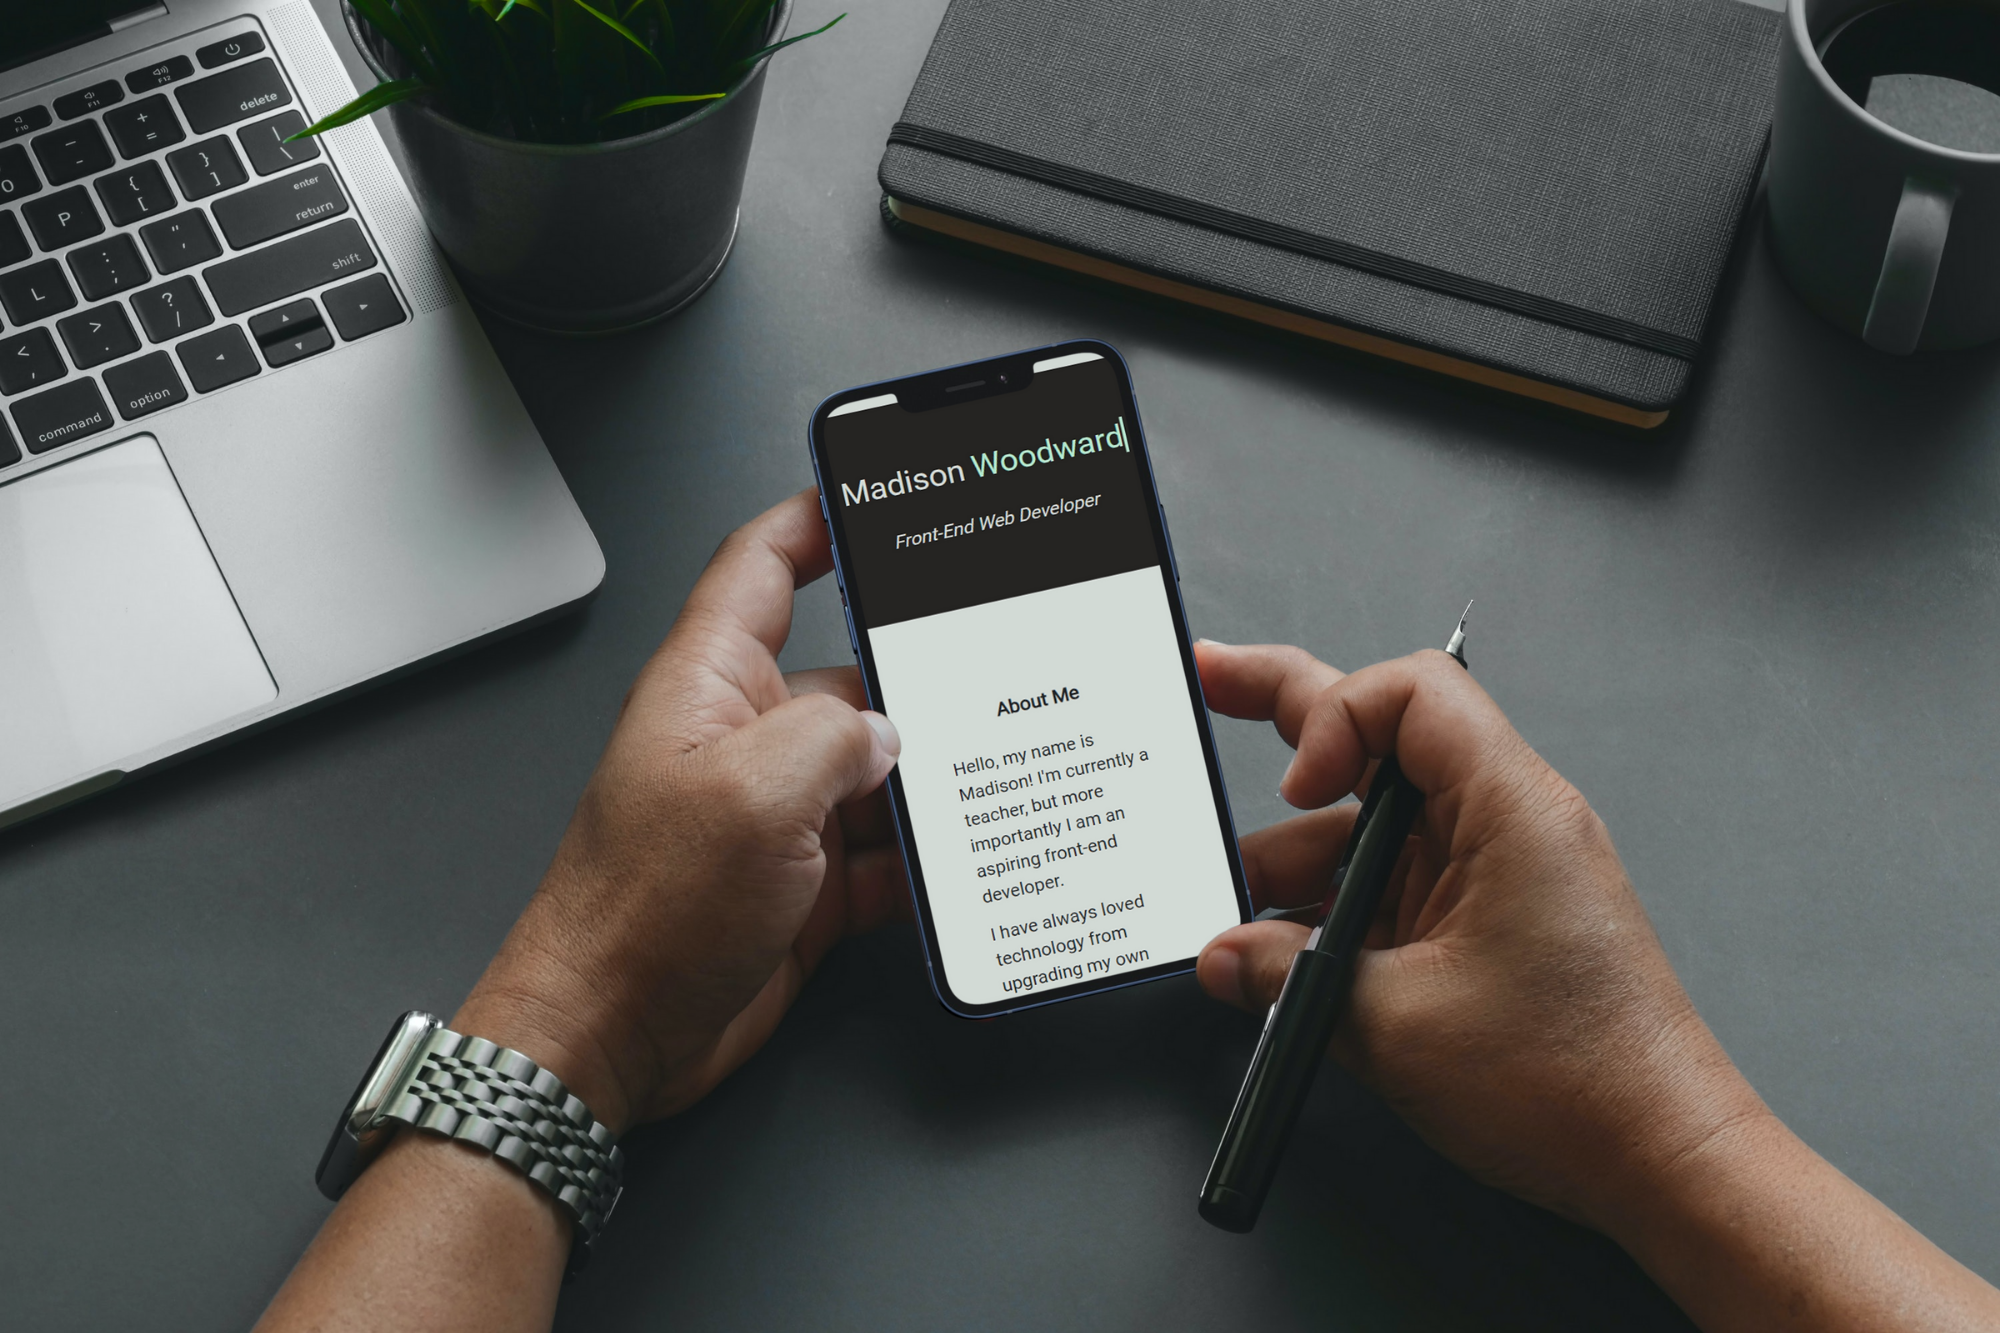 F12
F11
F10
delete
+
=
_
-
|
\
}
]
{
[
P
O
enter
return
"
'
:
;
L
shift
?
/
>
.
<
,
option
command
Madison Woodward
Front-End Web Developer
About Me
Hello, my name is
Madison! I'm currently a
teacher, but more
importantly I am an
aspiring front-end
developer.
I have always loved
technology from
upgrading my own